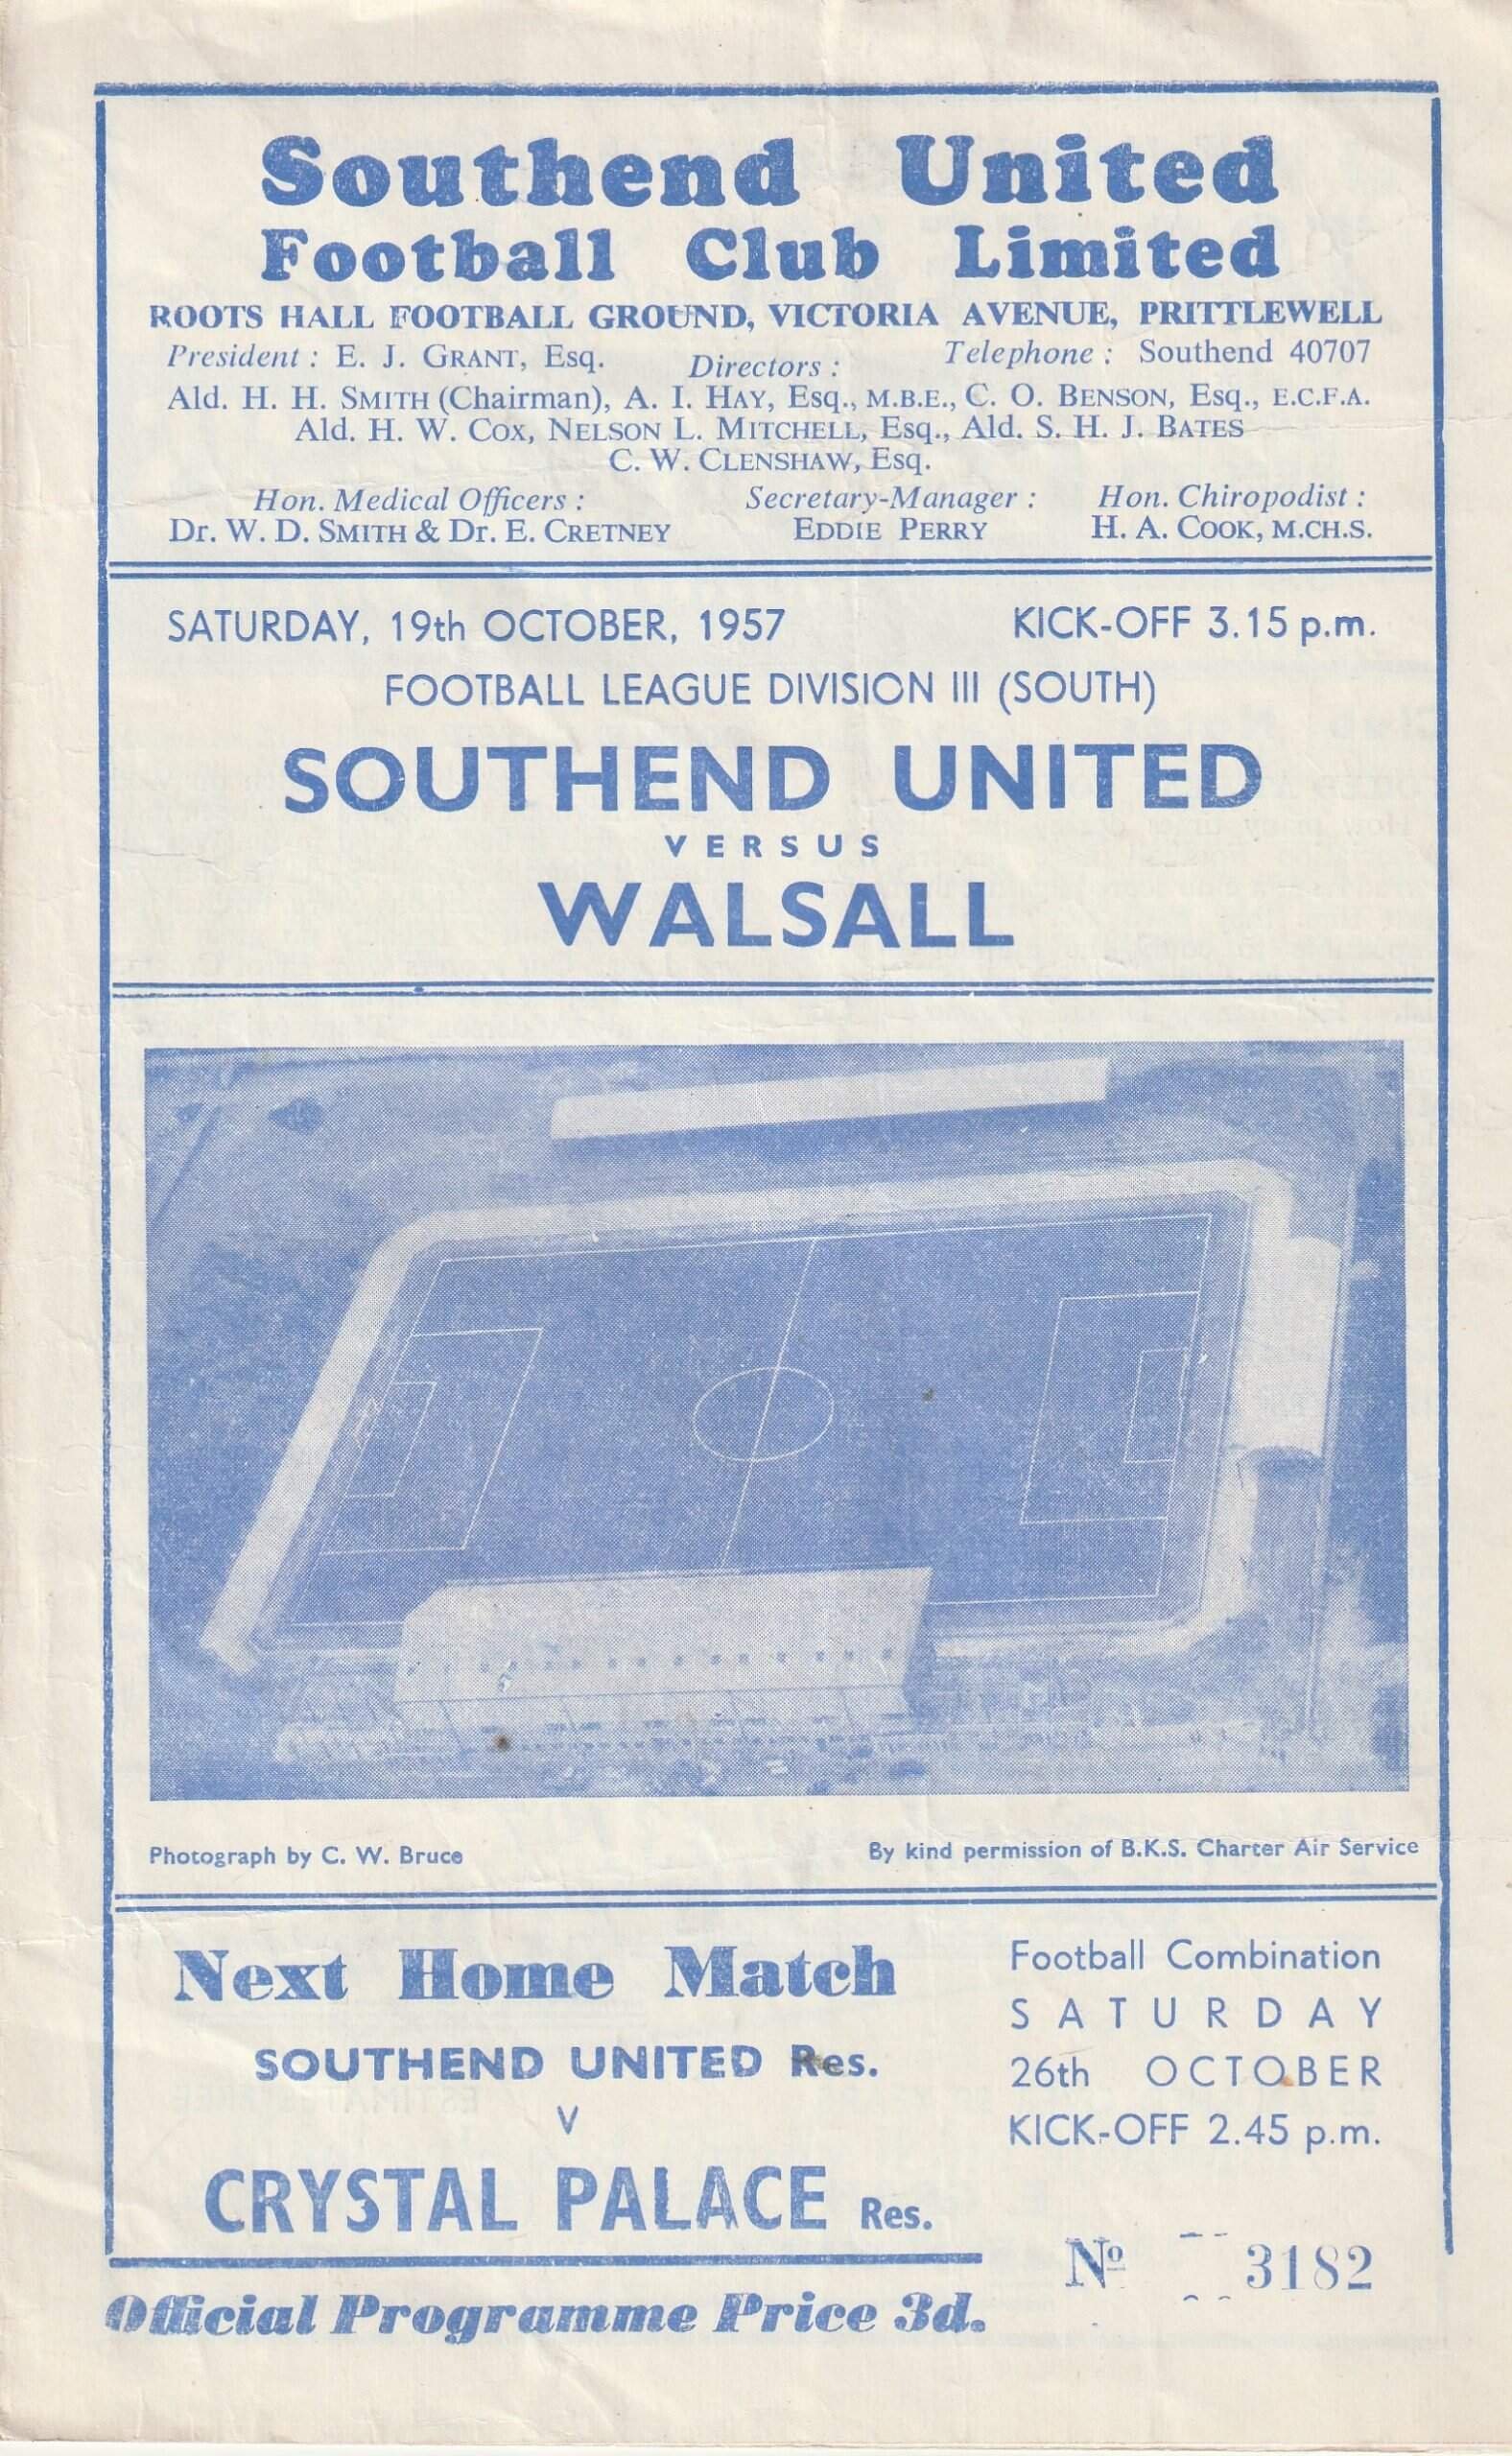 Southend United
Football Club Limited
ROOTS HALL FOOTBALL GROUND, VICTORIA AVENUE, PRITTLEWELL
President : E. J. GRANT, Esq. Directors : Telephone : Southend 40707
Ald. H. H. SMITH (Chairman), A. I. HAY, Esq., M.B.E., C. O. BENSON, Esq., E.C.F.A.
Ald. H. W. COX, NELSON L. MITCHELL, Esq., Ald. S. H. J. BATES
C. W. CLENSHAW, Esq.
Hon. Medical Officers : Secretary-Manager : Hon. Chiropodist :
Dr. W. D. SMITH & Dr. E. CRETNEY EDDIE PERRY H. A. COOK, M.CH.S.
SATURDAY, 19th OCTOBER, 1957 KICK-OFF 3.15 p.m.
FOOTBALL LEAGUE DIVISION III (SOUTH)
SOUTHEND UNITED
VERSUS
WALSALL
Photograph by C. W. Bruce By kind permission of B.K.S. Charter Air Service
Next Home Match
SOUTHEND UNITED Res.
V
CRYSTAL PALACE Res.
Football Combination
SATURDAY
26th OCTOBER
KICK-OFF 2.45 p.m.
Nº 3182
Official Programme Price 3d.